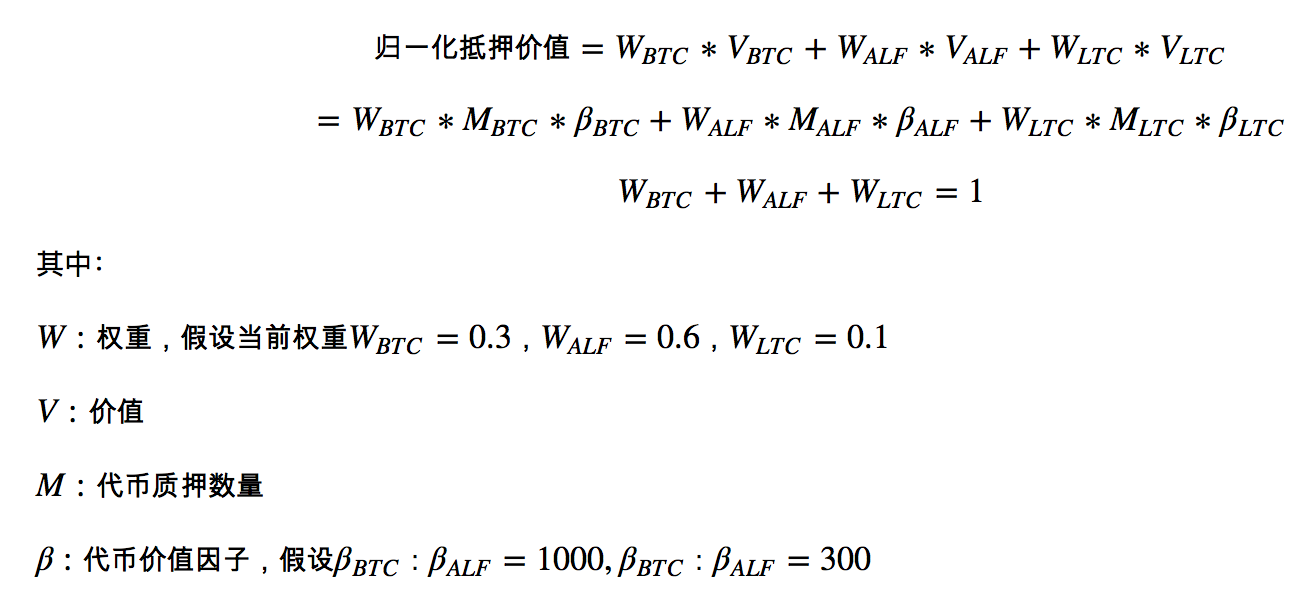 归一化抵押价值 = W_BTC * V_BTC + W_ALF * V_ALF + W_LTC * V_LTC
= W_BTC * M_BTC * β_BTC + W_ALF * M_ALF * β_ALF + W_LTC * M_LTC * β_LTC
W_BTC + W_ALF + W_LTC = 1
其中：
W：权重，假设当前权重W_BTC = 0.3，W_ALF = 0.6，W_LTC = 0.1
V：价值
M：代币质押数量
β：代币价值因子，假设β_BTC : β_ALF = 1000, β_BTC : β_ALF = 300